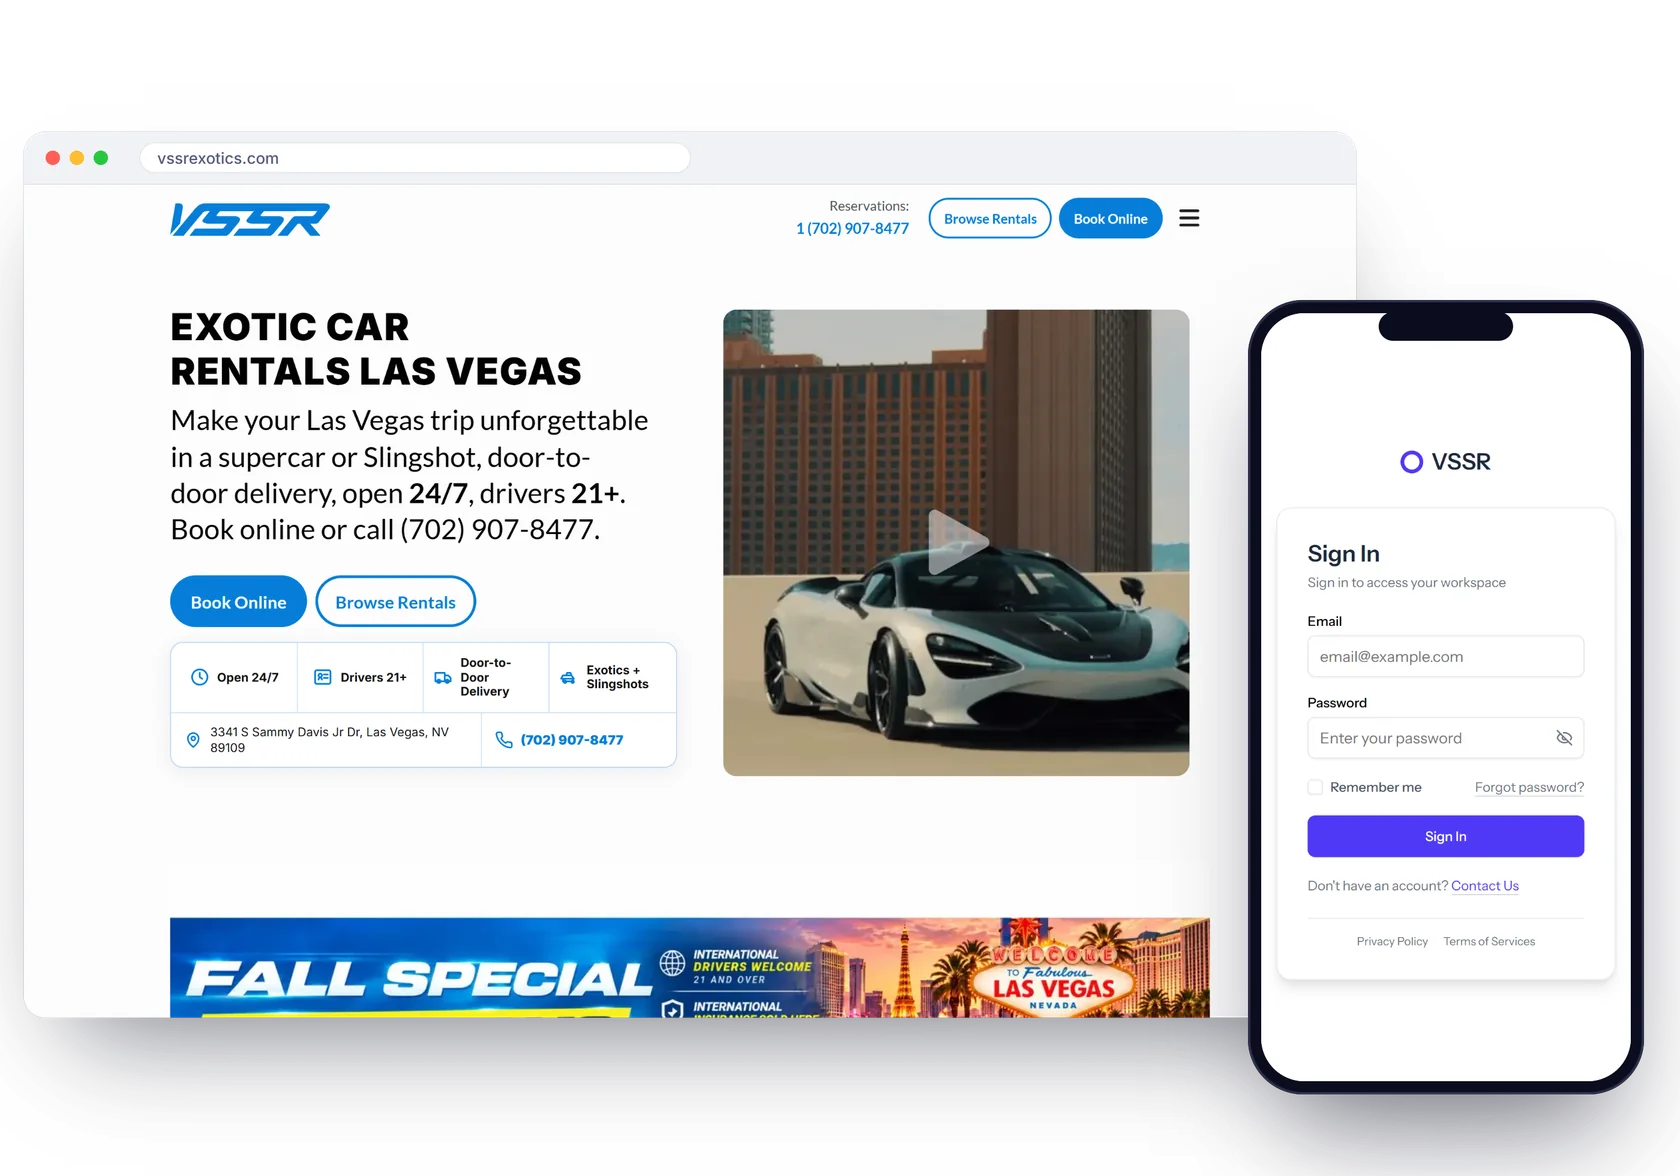 vssrexotics.com
VSSR
Reservations:
1 (702) 907-8477
Browse Rentals
Book Online
EXOTIC CAR
RENTALS LAS VEGAS
Make your Las Vegas trip unforgettable
in a supercar or Slingshot, door-to-
door delivery, open 24/7, drivers 21+.
Book online or call (702) 907-8477.
Book Online
Browse Rentals
Open 24/7
Drivers 21+
Door-to-
Door
Delivery
Exotics +
Slingshots
3341 S Sammy Davis Jr Dr, Las Vegas, NV
89109
(702) 907-8477
FALL SPECIAL
INTERNATIONAL
DRIVERS WELCOME
21 AND OVER
INTERNATIONAL
INSURANCE SOLD HERE
WELCOME
TO Fabulous
LAS VEGAS
NEVADA
VSSR
Sign In
Sign in to access your workspace
Email
email@example.com
Password
Enter your password
Remember me
Forgot password?
Sign In
Don't have an account? Contact Us
Privacy Policy
Terms of Services